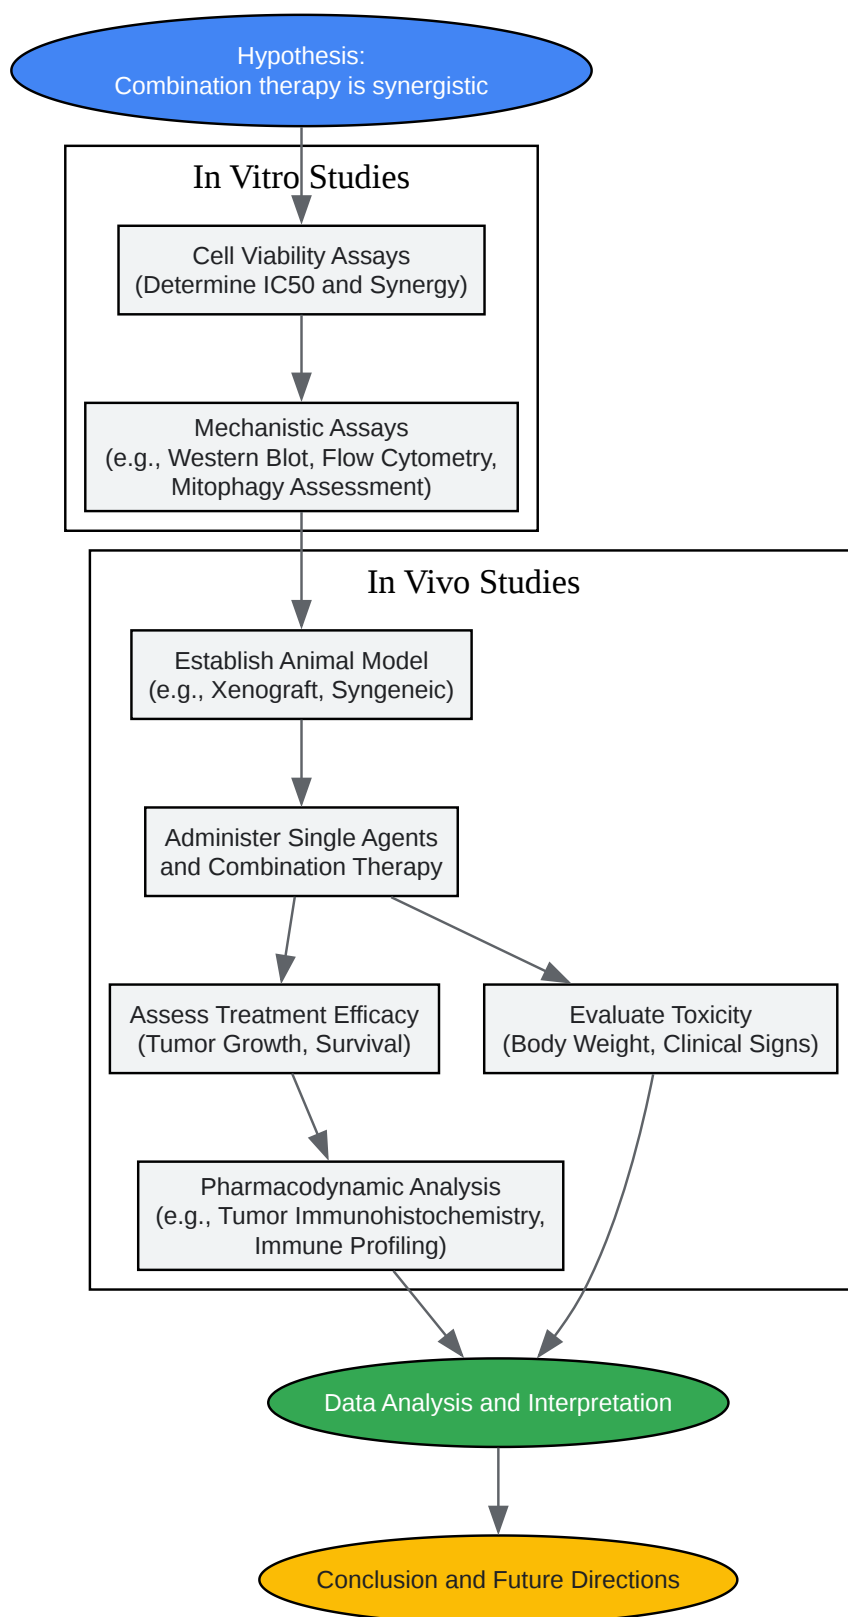 Hypothesis:
Combination therapy is synergistic
In Vitro Studies
Cell Viability Assays
(Determine IC50 and Synergy)
Mechanistic Assays
(e.g., Western Blot, Flow Cytometry,
Mitophagy Assessment)
In Vivo Studies
Establish Animal Model
(e.g., Xenograft, Syngeneic)
Administer Single Agents
and Combination Therapy
Assess Treatment Efficacy
(Tumor Growth, Survival)
Evaluate Toxicity
(Body Weight, Clinical Signs)
Pharmacodynamic Analysis
(e.g., Tumor Immunohistochemistry,
Immune Profiling)
Data Analysis and Interpretation
Conclusion and Future Directions